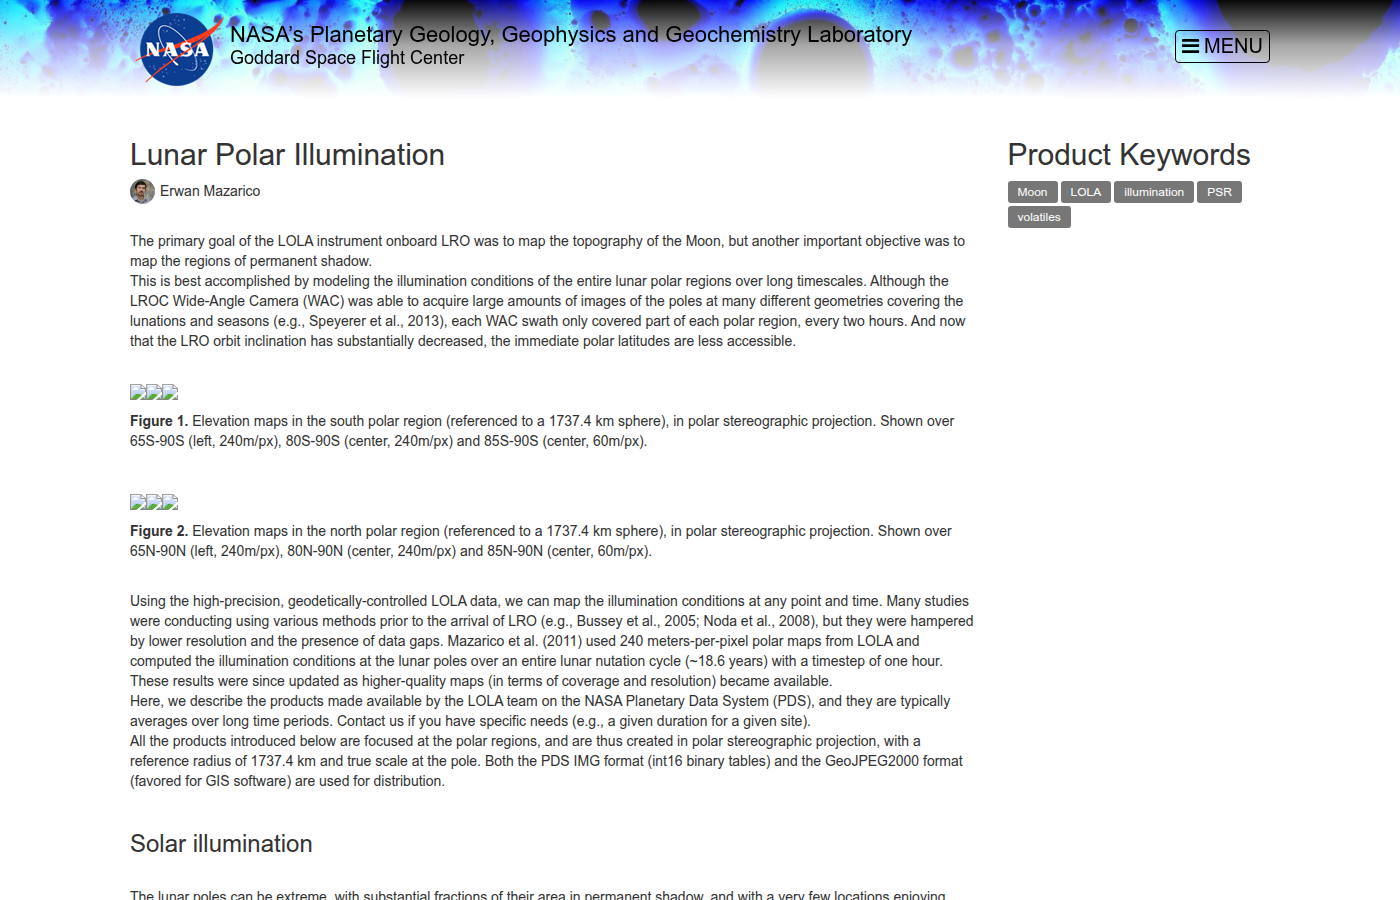 NASA
NASA's Planetary Geology, Geophysics and Geochemistry Laboratory
Goddard Space Flight Center
MENU
Lunar Polar Illumination
Erwan Mazarico
Product Keywords
Moon LOLA illumination PSR
volatiles
The primary goal of the LOLA instrument onboard LRO was to map the topography of the Moon, but another important objective was to
map the regions of permanent shadow.
This is best accomplished by modeling the illumination conditions of the entire lunar polar regions over long timescales. Although the
LROC Wide-Angle Camera (WAC) was able to acquire large amounts of images of the poles at many different geometries covering the
lunations and seasons (e.g., Speyerer et al., 2013), each WAC swath only covered part of each polar region, every two hours. And now
that the LRO orbit inclination has substantially decreased, the immediate polar latitudes are less accessible.
Figure 1. Elevation maps in the south polar region (referenced to a 1737.4 km sphere), in polar stereographic projection. Shown over
65S-90S (left, 240m/px), 80S-90S (center, 240m/px) and 85S-90S (center, 60m/px).
Figure 2. Elevation maps in the north polar region (referenced to a 1737.4 km sphere), in polar stereographic projection. Shown over
65N-90N (left, 240m/px), 80N-90N (center, 240m/px) and 85N-90N (center, 60m/px).
Using the high-precision, geodetically-controlled LOLA data, we can map the illumination conditions at any point and time. Many studies
were conducting using various methods prior to the arrival of LRO (e.g., Bussey et al., 2005; Noda et al., 2008), but they were hampered
by lower resolution and the presence of data gaps. Mazarico et al. (2011) used 240 meters-per-pixel polar maps from LOLA and
computed the illumination conditions at the lunar poles over an entire lunar nutation cycle (~18.6 years) with a timestep of one hour.
These results were since updated as higher-quality maps (in terms of coverage and resolution) became available.
Here, we describe the products made available by the LOLA team on the NASA Planetary Data System (PDS), and they are typically
averages over long time periods. Contact us if you have specific needs (e.g., a given duration for a given site).
All the products introduced below are focused at the polar regions, and are thus created in polar stereographic projection, with a
reference radius of 1737.4 km and true scale at the pole. Both the PDS IMG format (int16 binary tables) and the GeoJPEG2000 format
(favored for GIS software) are used for distribution.
Solar illumination
The lunar poles can be extreme, with substantial fractions of their area in permanent shadow, and with a very few locations enjoying